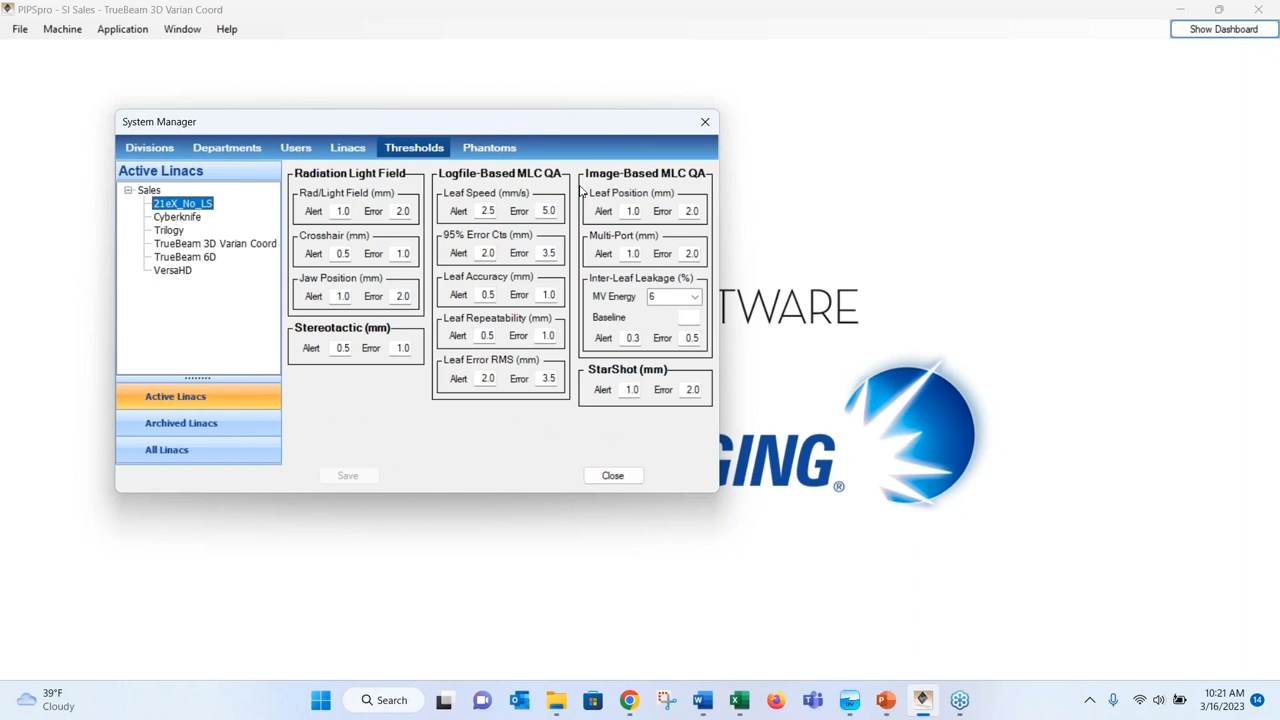 PIPSpro - SI Sales - TrueBeam 3D Varian Coord
File Machine Application Window Help
Show Dashboard
System Manager
Divisions Departments Users Linacs Thresholds Phantoms
Active Linacs
Sales
21eX_No_LS
Cyberknife
Trilogy
TrueBeam 3D Varian Coord
TrueBeam 6D
VersaHD
Active Linacs
Archived Linacs
All Linacs
Radiation Light Field
Rad/Light Field (mm)
Alert 1.0 Error 2.0
Crosshair (mm)
Alert 0.5 Error 1.0
Jaw Position (mm)
Alert 1.0 Error 2.0
Stereotactic (mm)
Alert 0.5 Error 1.0
Logfile-Based MLC QA
Leaf Speed (mm/s)
Alert 2.5 Error 5.0
95% Error Cts (mm)
Alert 2.0 Error 3.5
Leaf Accuracy (mm)
Alert 0.5 Error 1.0
Leaf Repeatability (mm)
Alert 0.5 Error 1.0
Leaf Error RMS (mm)
Alert 2.0 Error 3.5
Image-Based MLC QA
Leaf Position (mm)
Alert 1.0 Error 2.0
Multi-Port (mm)
Alert 1.0 Error 2.0
Inter-Leaf Leakage (%)
MV Energy 6
Baseline
Alert 0.3 Error 0.5
StarShot (mm)
Alert 1.0 Error 2.0
Save Close
TWARE
GING®
39°F
Cloudy
Search
10:21 AM
3/16/2023
14